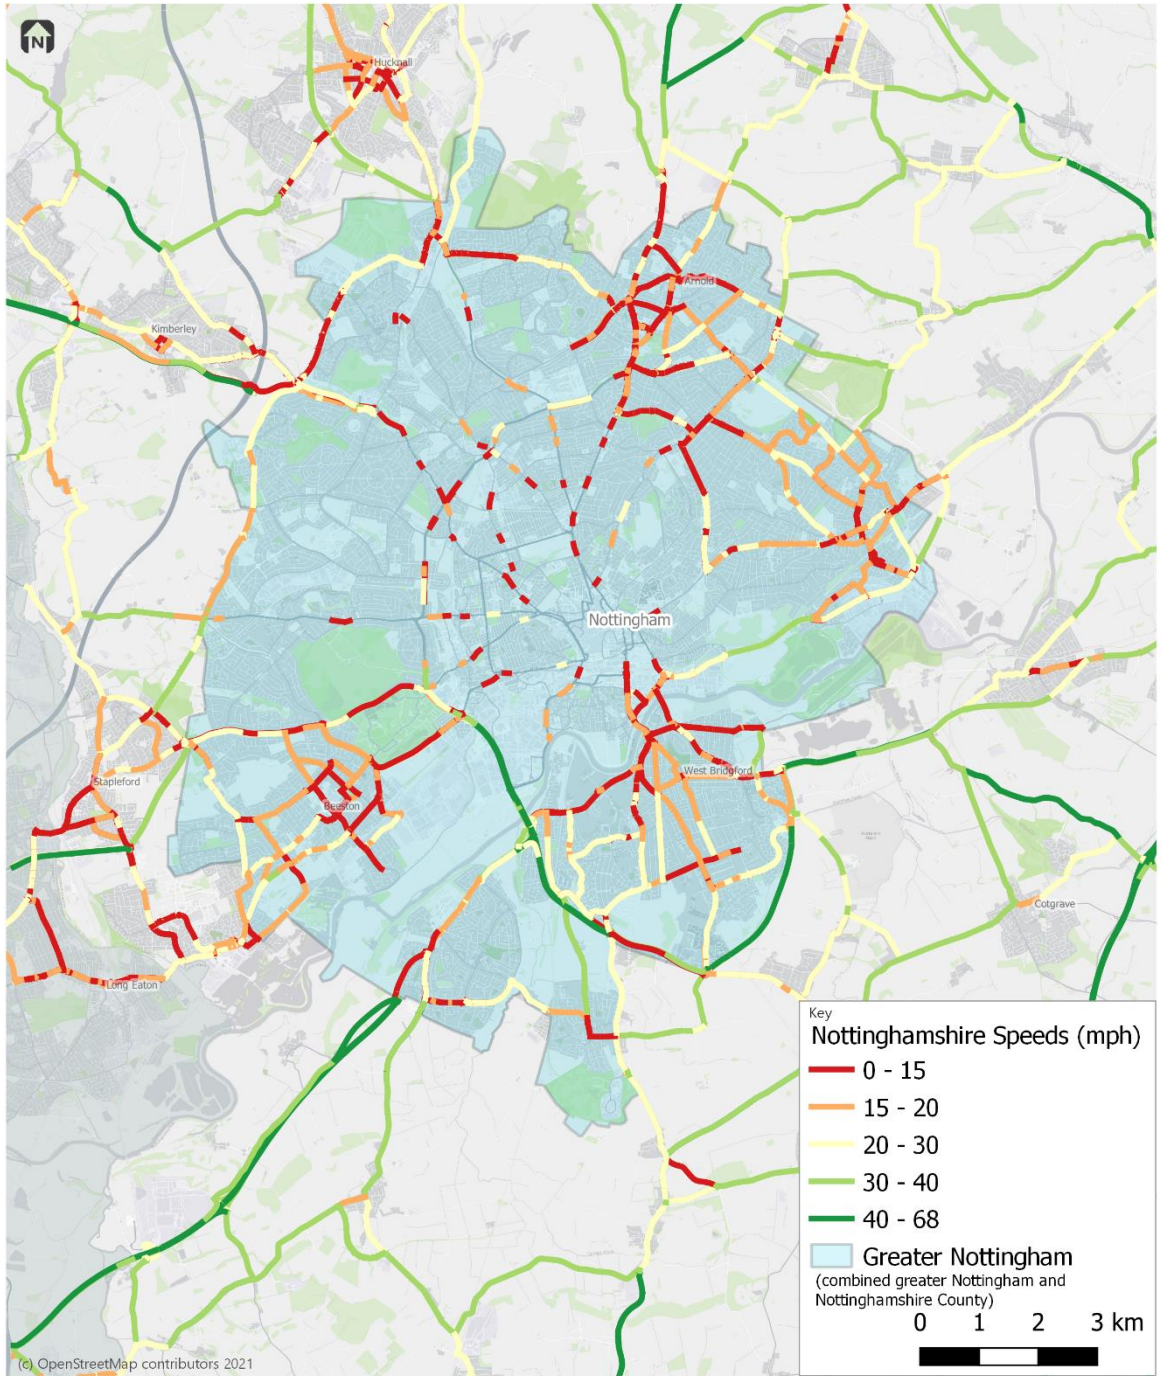 N
Hucknall
Arnold
Kimberley
Nottingham
Stapleford
Beeston
West Bridgford
Cotgrave
Long Eaton
Key
Nottinghamshire Speeds (mph)
0 - 15
15 - 20
20 - 30
30 - 40
40 - 68
Greater Nottingham
(combined greater Nottingham and
Nottinghamshire County)
0 1 2 3 km
(c) OpenStreetMap contributors 2021